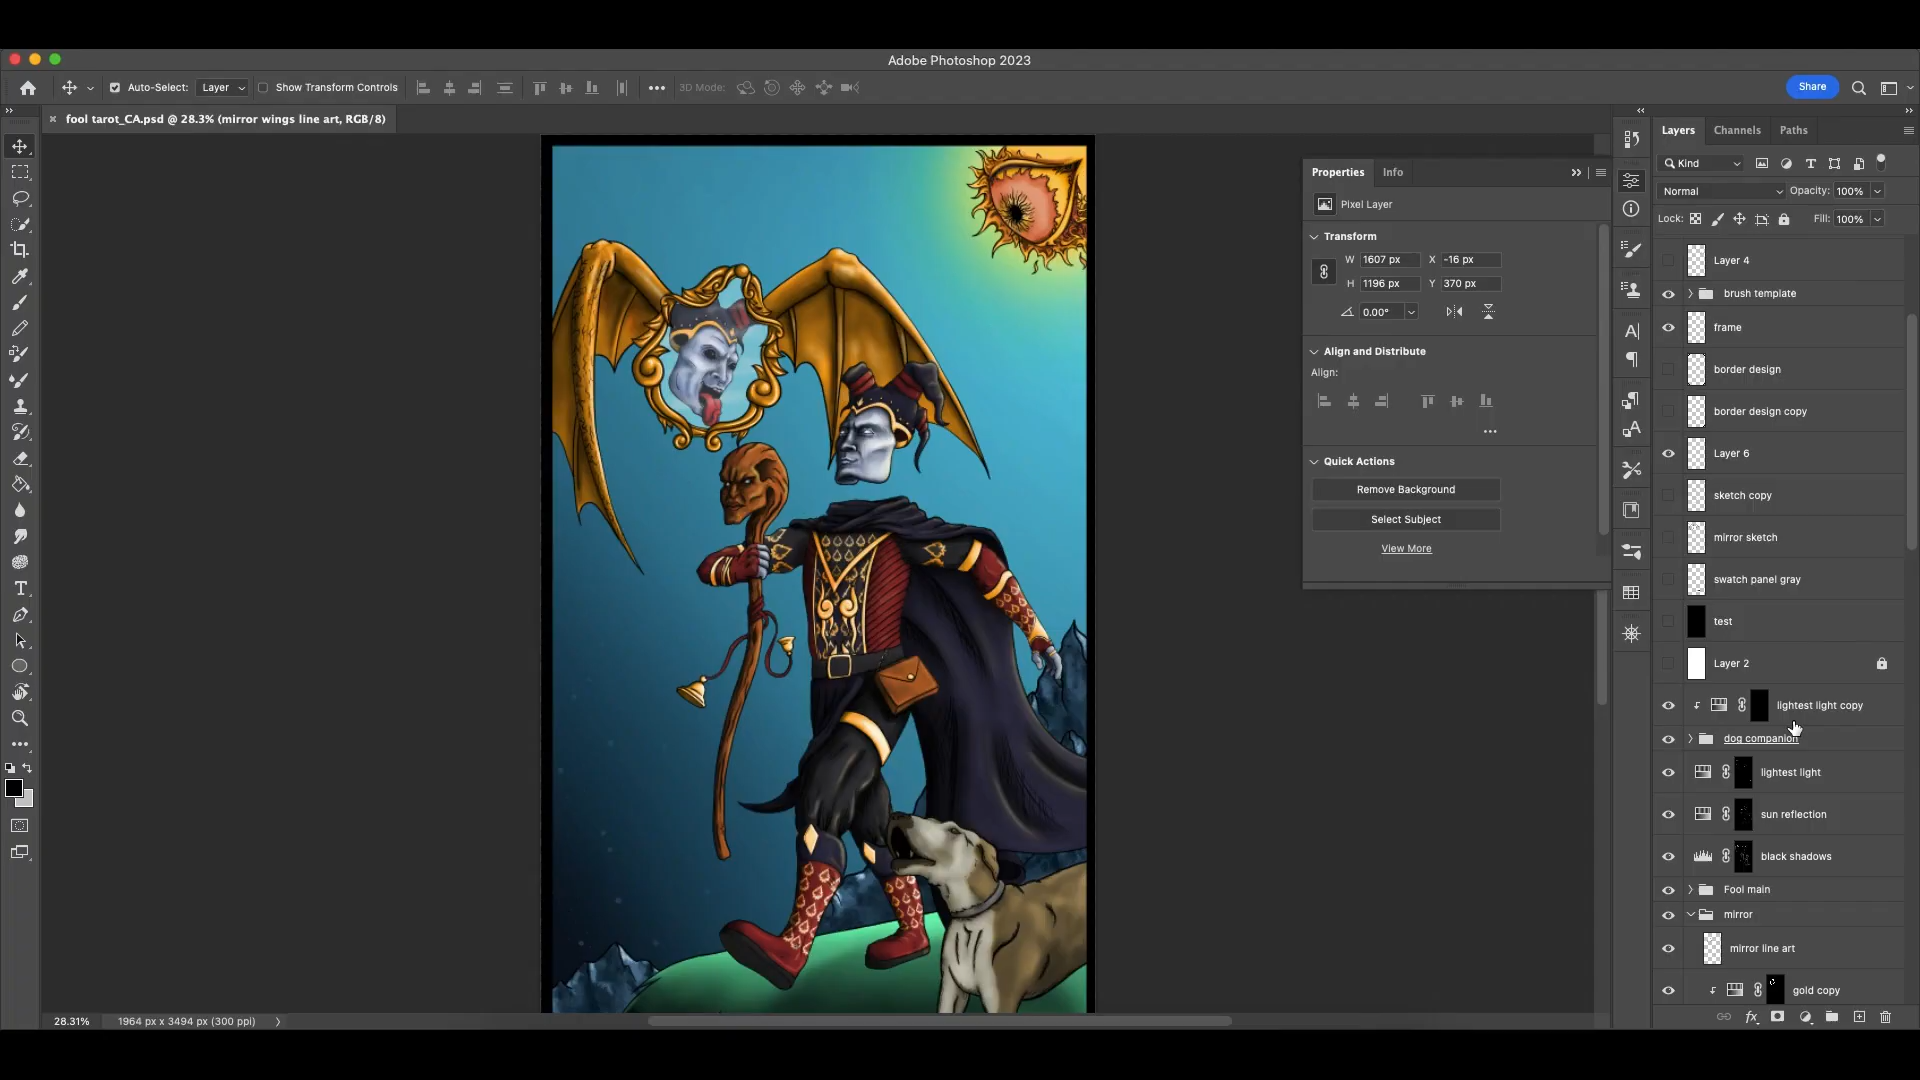 Adobe Photoshop 2023
Auto-Select: Layer Show Transform Controls 3D Mode: Share
fool tarot_CA.psd @ 28.3% (mirror wings line art, RGB/8)
Properties Info
Pixel Layer
Transform
W 1607 px X -16 px
H 1196 px Y 370 px
0.00°
Align and Distribute
Align:
Quick Actions
Remove Background
Select Subject
View More
Layers Channels Paths
Kind
Normal Opacity: 100%
Lock: Fill: 100%
Layer 4
brush template
frame
border design
border design copy
Layer 6
sketch copy
mirror sketch
swatch panel gray
test
Layer 2
lightest light copy
dog companion
lightest light
sun reflection
black shadows
Fool main
mirror
mirror line art
gold copy
28.31% 1964 px x 3494 px (300 ppi)